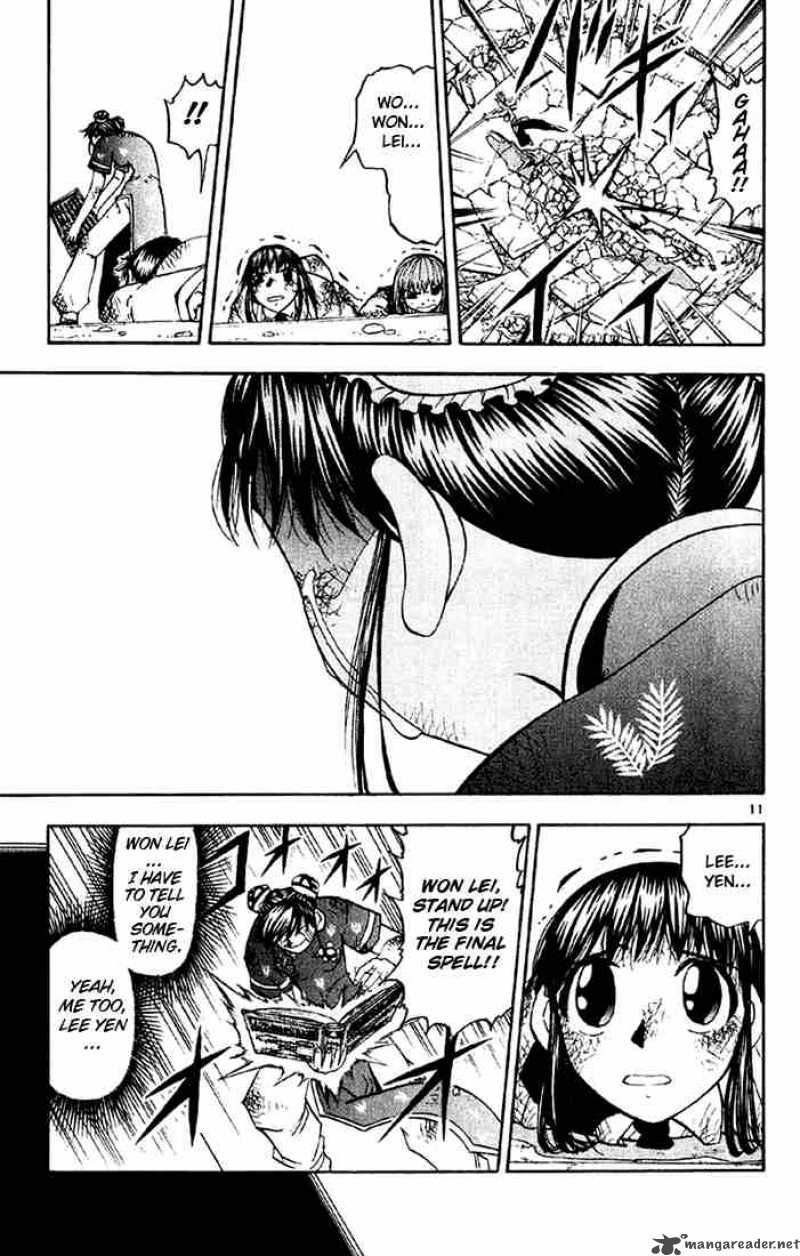 GAHAA!!
WO...
WON...
LEI...
!!
11
LEE...
YEN...
WON LEI,
STAND UP!
THIS IS
THE FINAL
SPELL!!
WON LEI
...
I HAVE
TO TELL
YOU
SOME-
THING.
YEAH,
ME TOO,
LEE YEN
...
mangareader.net